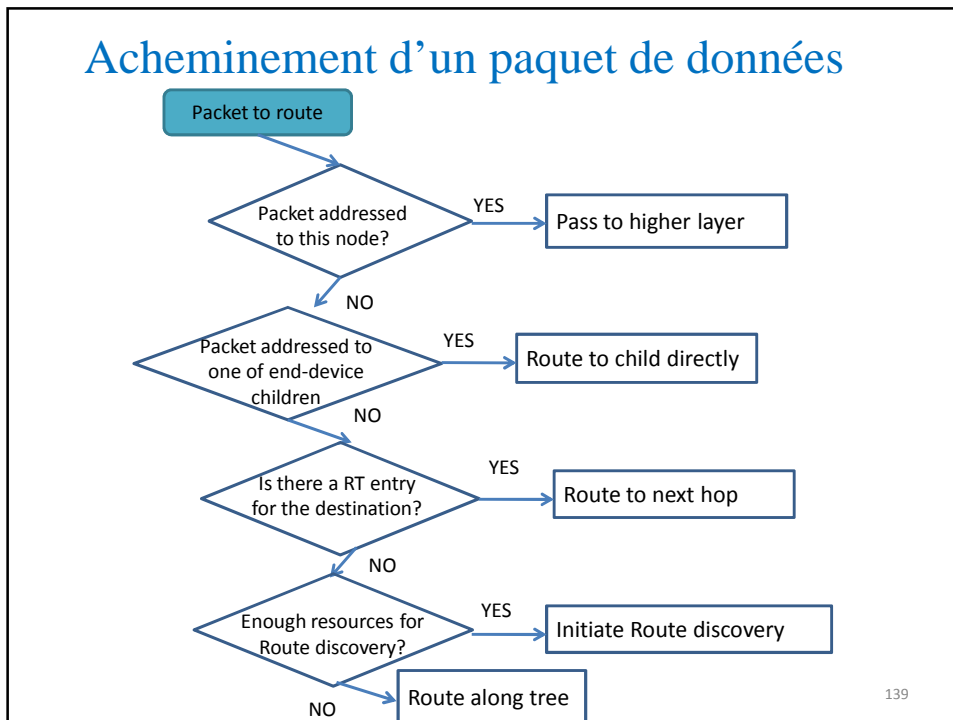 Acheminement d’un paquet de données
Packet to route
Packet addressed
to this node?
YES
Pass to higher layer
NO
Packet addressed to
one of end-device
children
YES
Route to child directly
NO
Is there a RT entry
for the destination?
YES
Route to next hop
NO
Enough resources for
Route discovery?
YES
Initiate Route discovery
NO
Route along tree
139